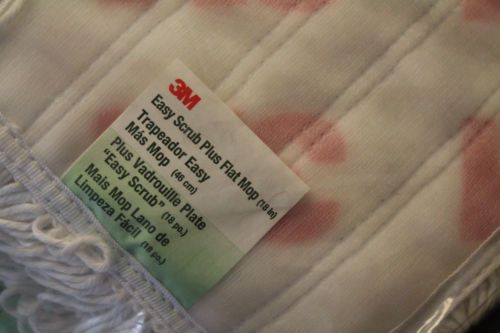 3M
Easy Scrub Plus Flat Mop (18 in)
Trapeador Easy
Más Mop (46 cm)
Plus Vadrouille Plate
"Easy Scrub" (18 po.)
Mais Mop Lano de
Limpeza Fácil (18 po.)